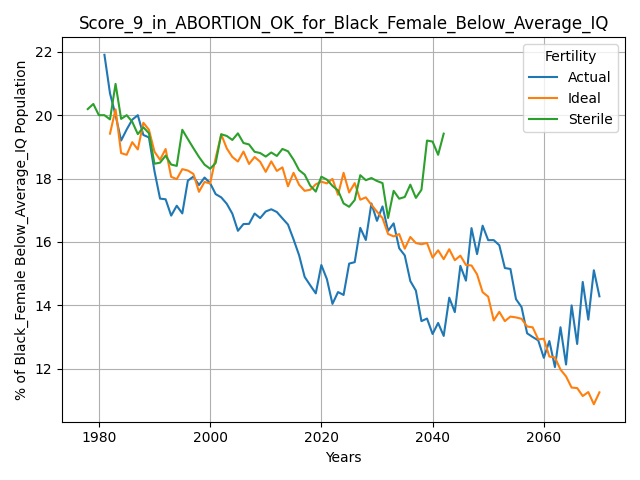 Score_9_in_ABORTION_OK_for_Black_Female_Below_Average_IQ
% of Black_Female Below_Average_IQ Population
22
20
18
16
14
12
Fertility
Actual
Ideal
Sterile
1980
2000
2020
2040
2060
Years